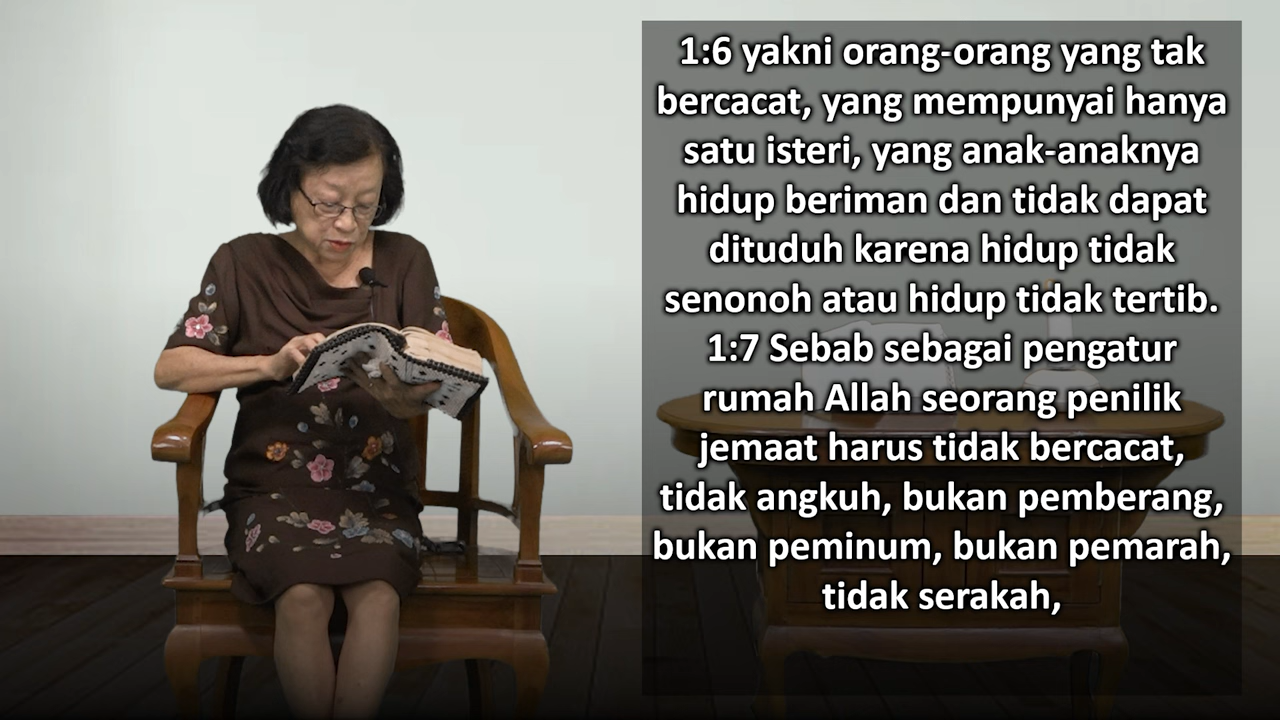 1:6 yakni orang-orang yang tak
bercacat, yang mempunyai hanya
satu isteri, yang anak-anaknya
hidup beriman dan tidak dapat
dituduh karena hidup tidak
senonoh atau hidup tidak tertib.
1:7 Sebab sebagai pengatur
rumah Allah seorang penilik
jemaat harus tidak bercacat,
tidak angkuh, bukan pemberang,
bukan peminum, bukan pemarah,
tidak serakah,